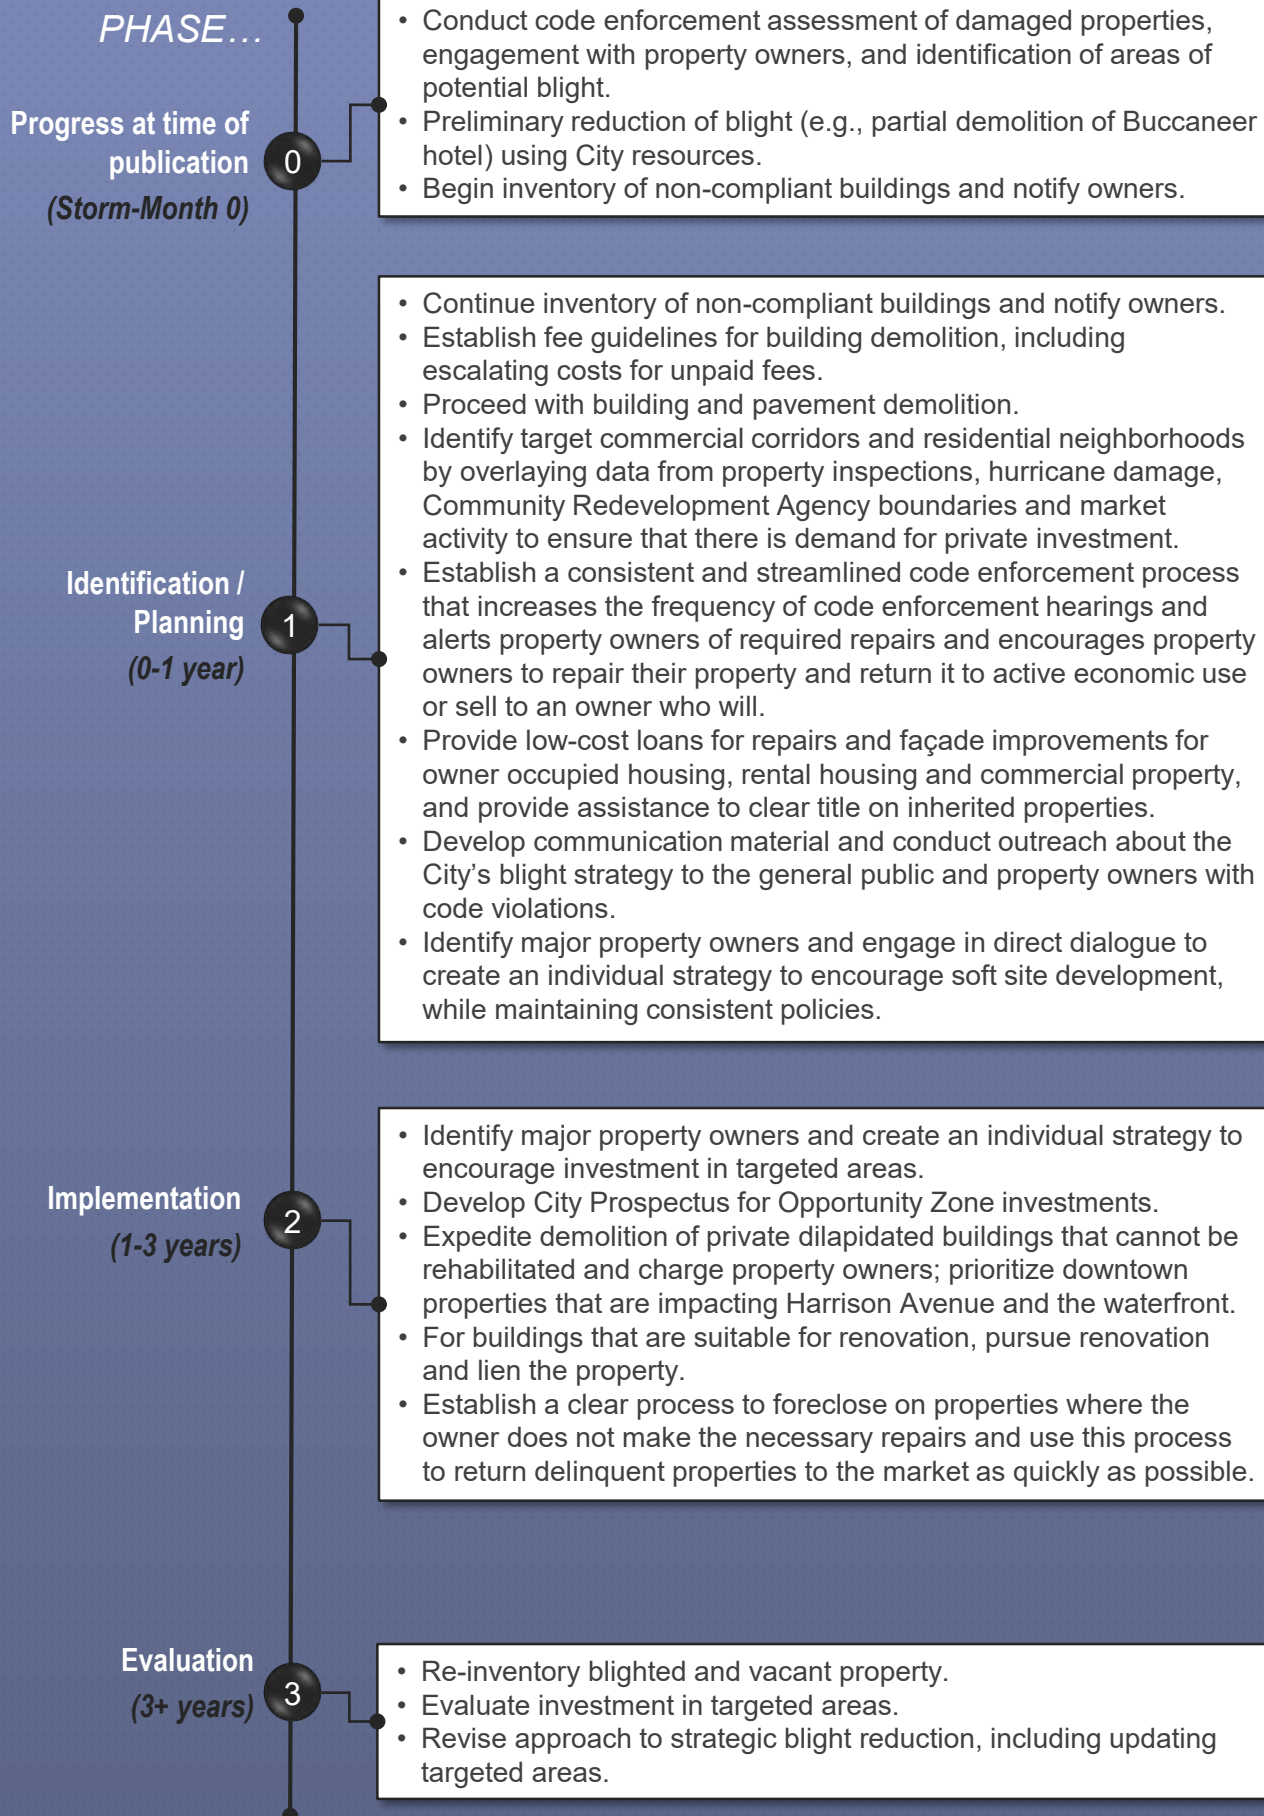 PHASE…
Progress at time of
publication
(Storm-Month 0)
0
• Conduct code enforcement assessment of damaged properties,
engagement with property owners, and identification of areas of
potential blight.
• Preliminary reduction of blight (e.g., partial demolition of Buccaneer
hotel) using City resources.
• Begin inventory of non-compliant buildings and notify owners.
Identification /
Planning
(0-1 year)
1
• Continue inventory of non-compliant buildings and notify owners.
• Establish fee guidelines for building demolition, including
escalating costs for unpaid fees.
• Proceed with building and pavement demolition.
• Identify target commercial corridors and residential neighborhoods
by overlaying data from property inspections, hurricane damage,
Community Redevelopment Agency boundaries and market
activity to ensure that there is demand for private investment.
• Establish a consistent and streamlined code enforcement process
that increases the frequency of code enforcement hearings and
alerts property owners of required repairs and encourages property
owners to repair their property and return it to active economic use
or sell to an owner who will.
• Provide low-cost loans for repairs and façade improvements for
owner occupied housing, rental housing and commercial property,
and provide assistance to clear title on inherited properties.
• Develop communication material and conduct outreach about the
City’s blight strategy to the general public and property owners with
code violations.
• Identify major property owners and engage in direct dialogue to
create an individual strategy to encourage soft site development,
while maintaining consistent policies.
Implementation
(1-3 years)
2
• Identify major property owners and create an individual strategy to
encourage investment in targeted areas.
• Develop City Prospectus for Opportunity Zone investments.
• Expedite demolition of private dilapidated buildings that cannot be
rehabilitated and charge property owners; prioritize downtown
properties that are impacting Harrison Avenue and the waterfront.
• For buildings that are suitable for renovation, pursue renovation
and lien the property.
• Establish a clear process to foreclose on properties where the
owner does not make the necessary repairs and use this process
to return delinquent properties to the market as quickly as possible.
Evaluation
(3+ years)
3
• Re-inventory blighted and vacant property.
• Evaluate investment in targeted areas.
• Revise approach to strategic blight reduction, including updating
targeted areas.